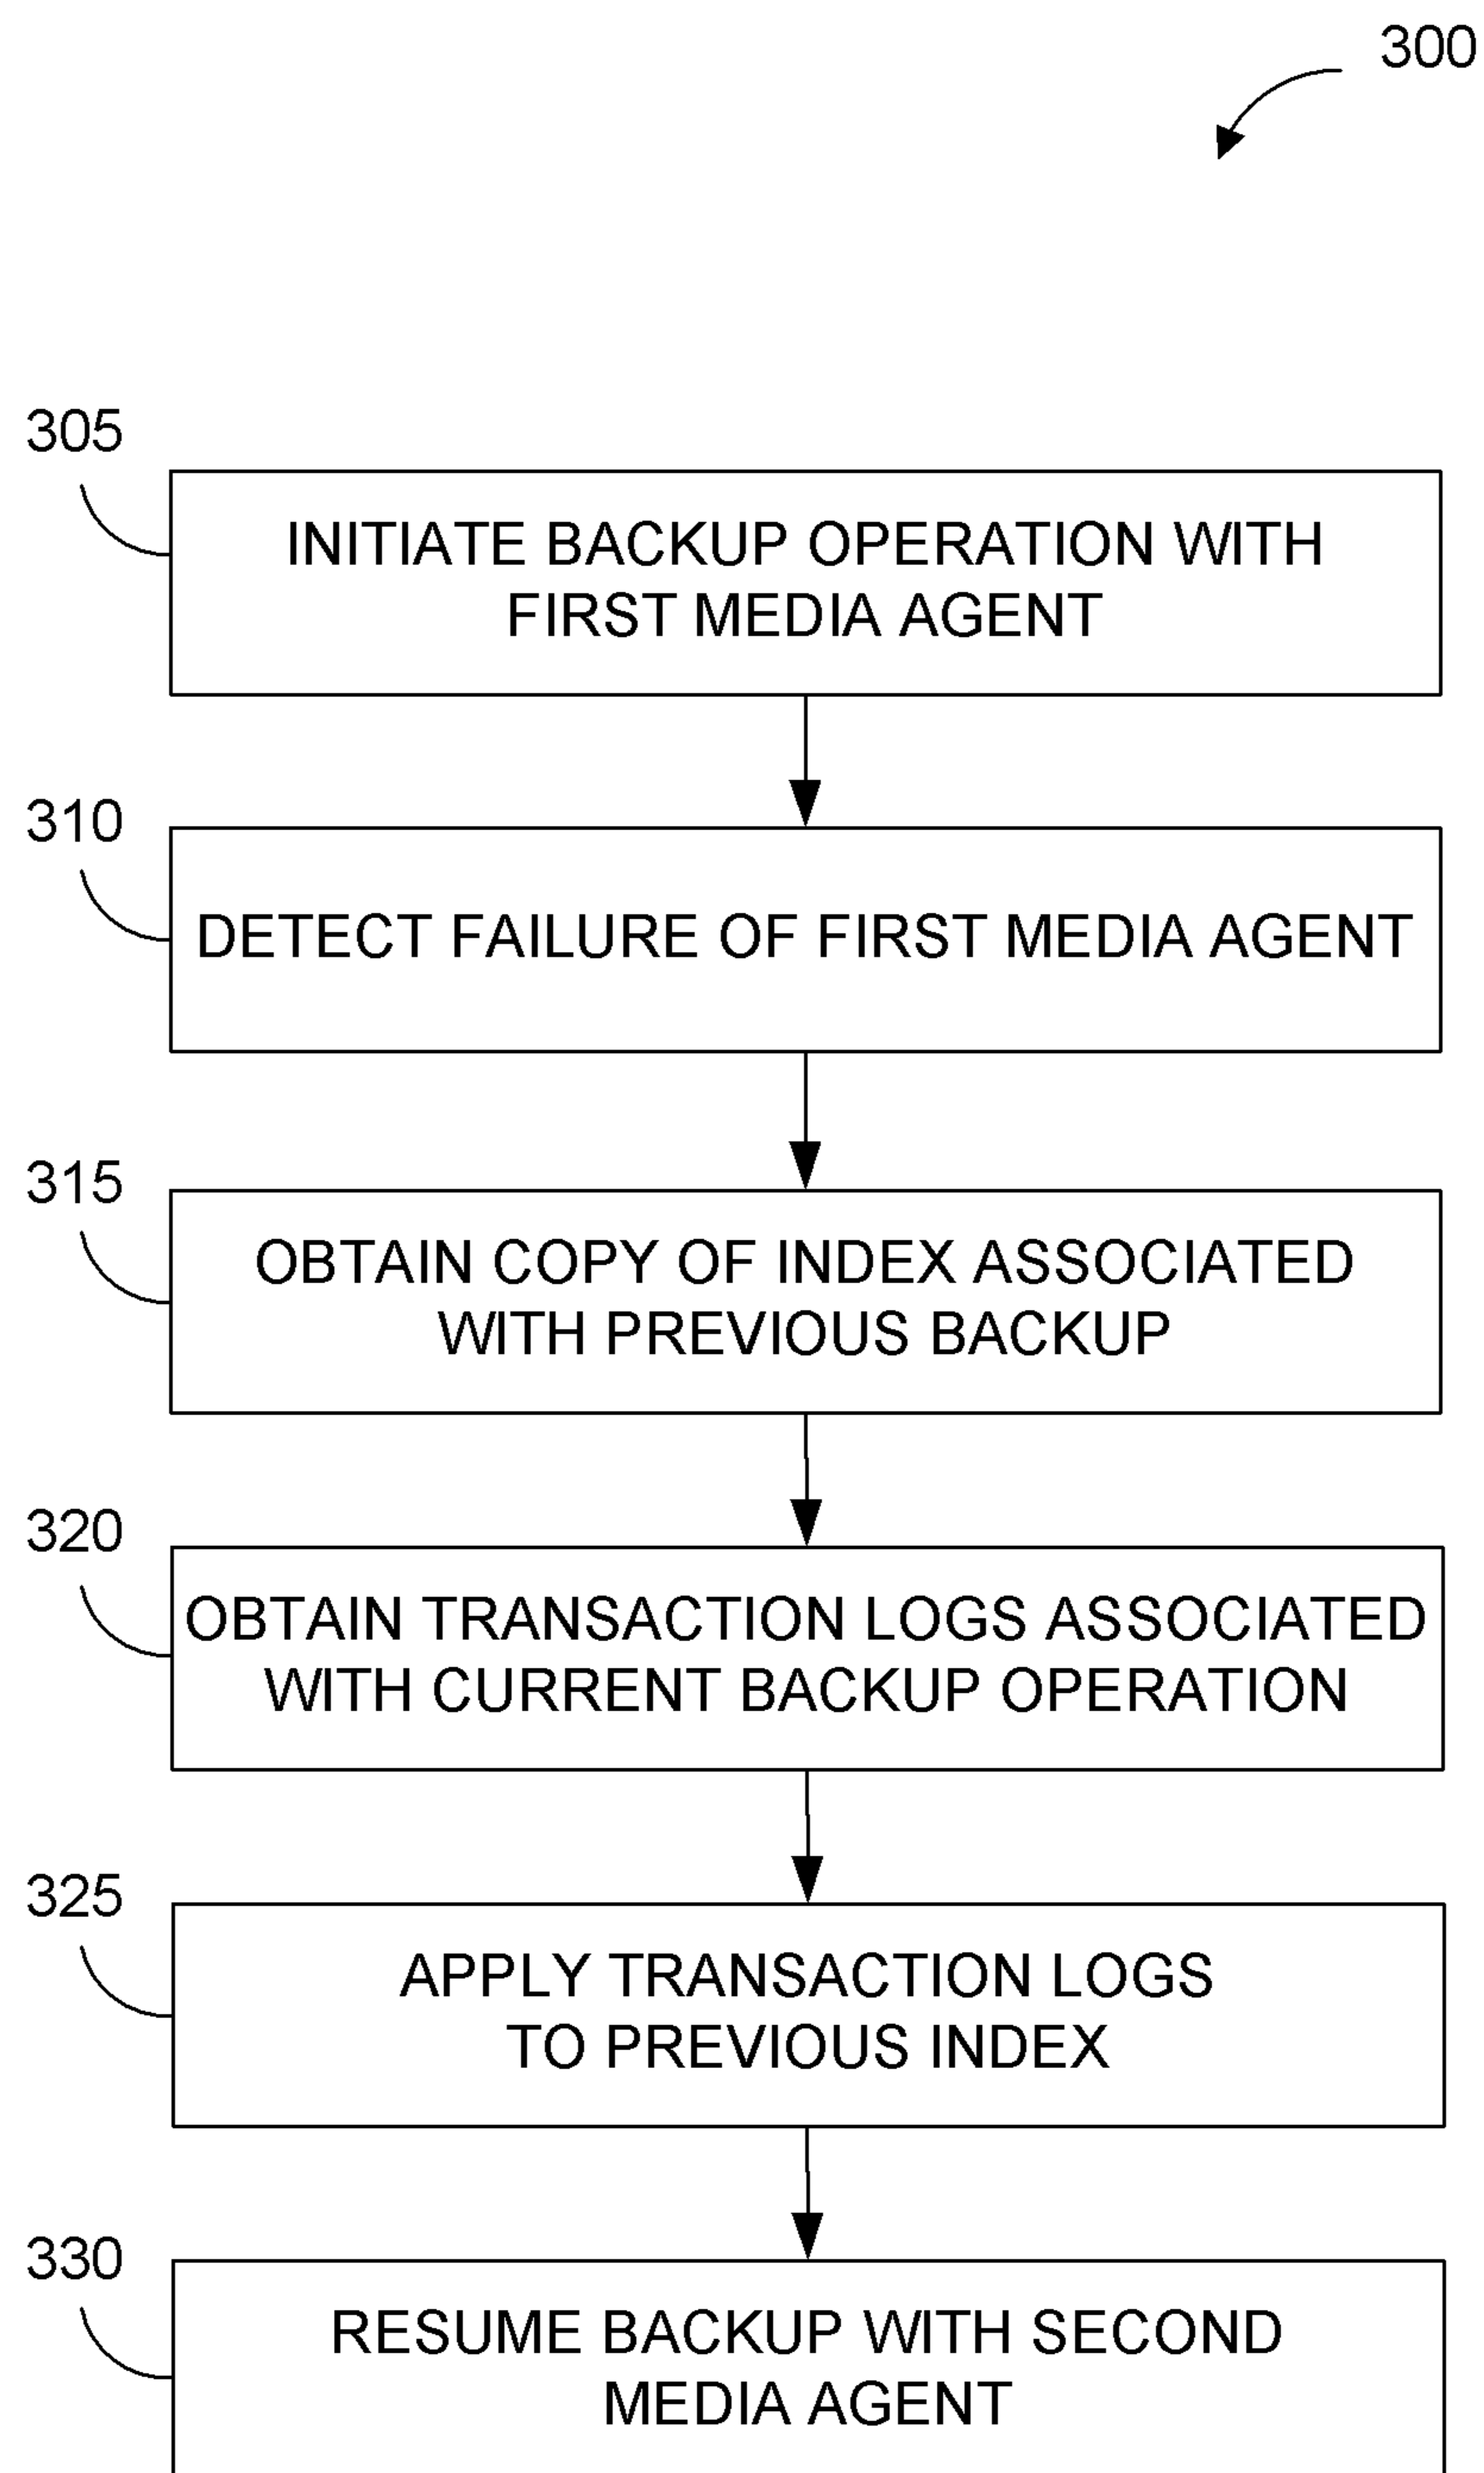 300
305
INITIATE BACKUP OPERATION WITH
FIRST MEDIA AGENT
310
DETECT FAILURE OF FIRST MEDIA AGENT
315
OBTAIN COPY OF INDEX ASSOCIATED
WITH PREVIOUS BACKUP
320
OBTAIN TRANSACTION LOGS ASSOCIATED
WITH CURRENT BACKUP OPERATION
325
APPLY TRANSACTION LOGS
TO PREVIOUS INDEX
330
RESUME BACKUP WITH SECOND
MEDIA AGENT